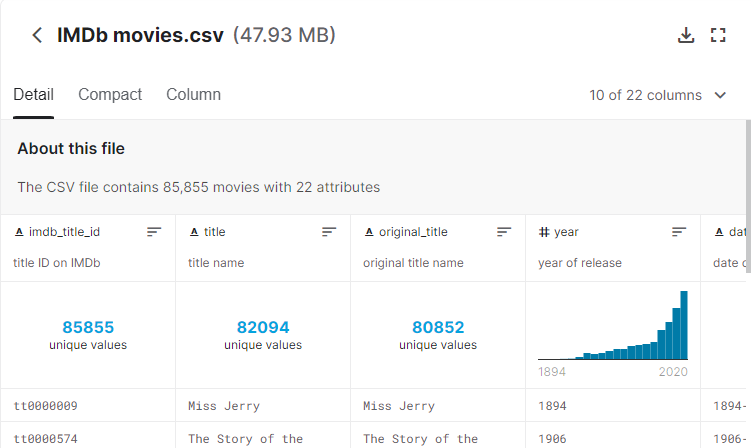 IMDb movies.csv (47.93 MB)
Detail Compact Column 10 of 22 columns
About this file
The CSV file contains 85,855 movies with 22 attributes
A imdb_title_id A title A original_title # year A dat
title ID on IMDb title name original title name year of release date o
85855 82094 80852
unique values unique values unique values
1894 2020
tt0000009 Miss Jerry Miss Jerry 1894 1894-
tt0000574 The Story of the The Story of the 1906 1906-